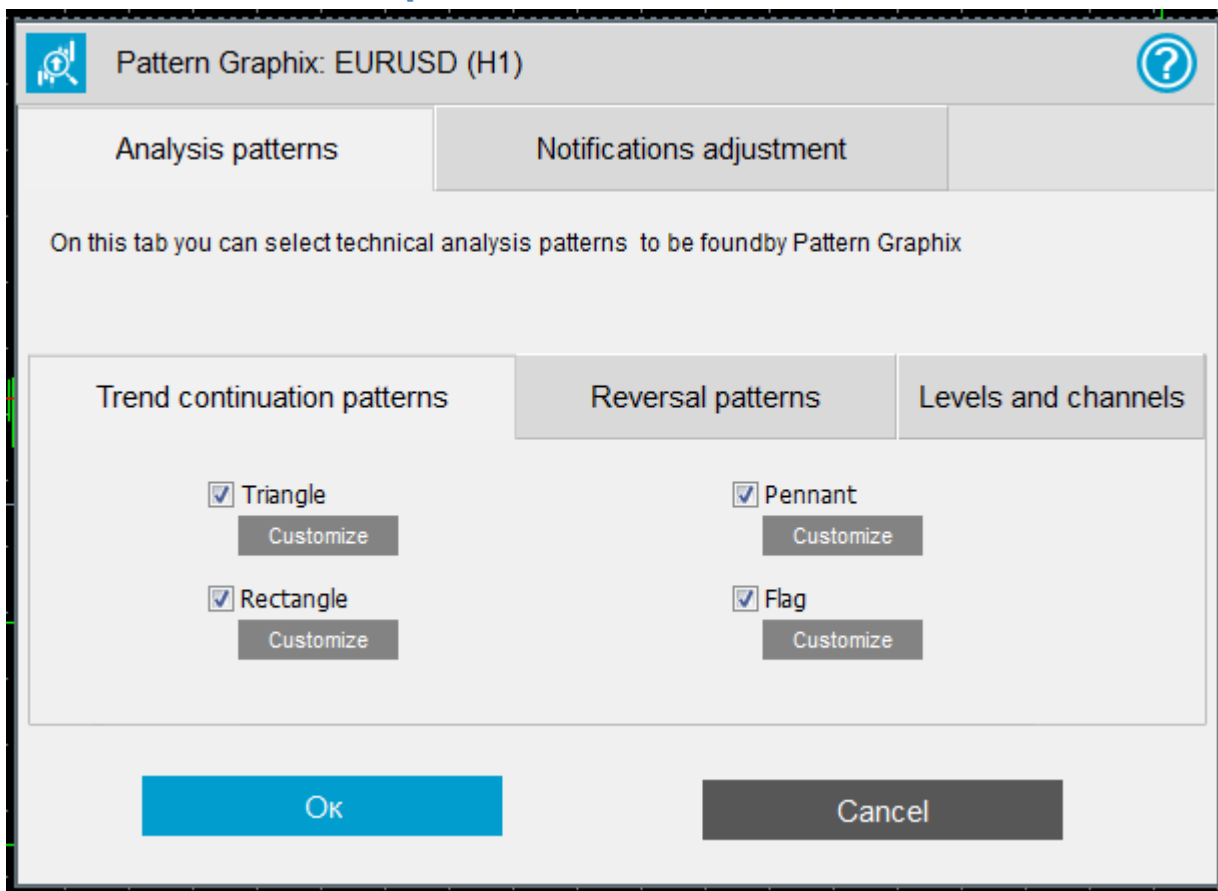 Pattern Graphix: EURUSD (H1)
?
Analysis patterns Notifications adjustment
On this tab you can select technical analysis patterns to be foundby Pattern Graphix
Trend continuation patterns Reversal patterns Levels and channels
Triangle Pennant
Customize Customize
Rectangle Flag
Customize Customize
Ок Cancel